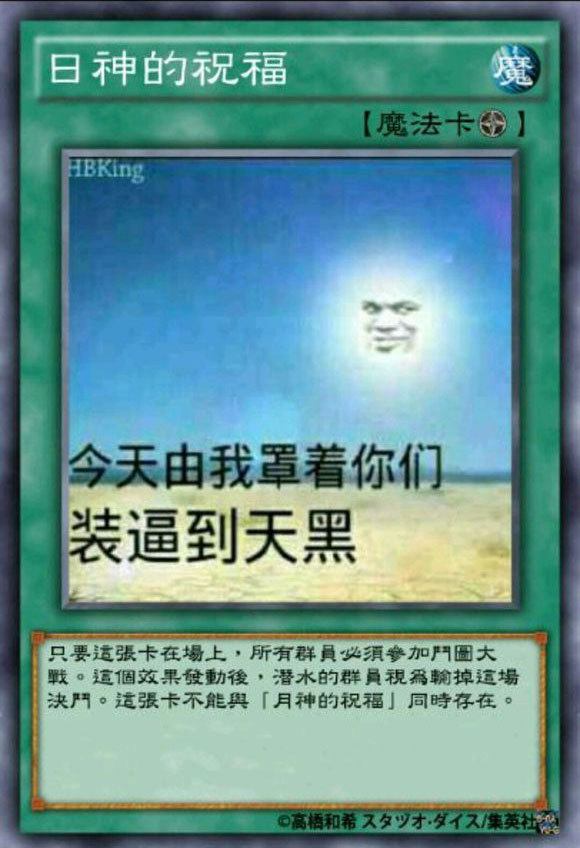 日神的祝福
魔
【魔法卡】
HBKing
今天由我罩着你们
装逼到天黑
只要這張卡在場上，所有群員必須參加鬥圖大
戰。這個效果發動後，潛水的群員視為輸掉這場
決鬥。這張卡不能與「月神的祝福」同時存在。
©高橋和希 スタヅオ·ダイス/集英社